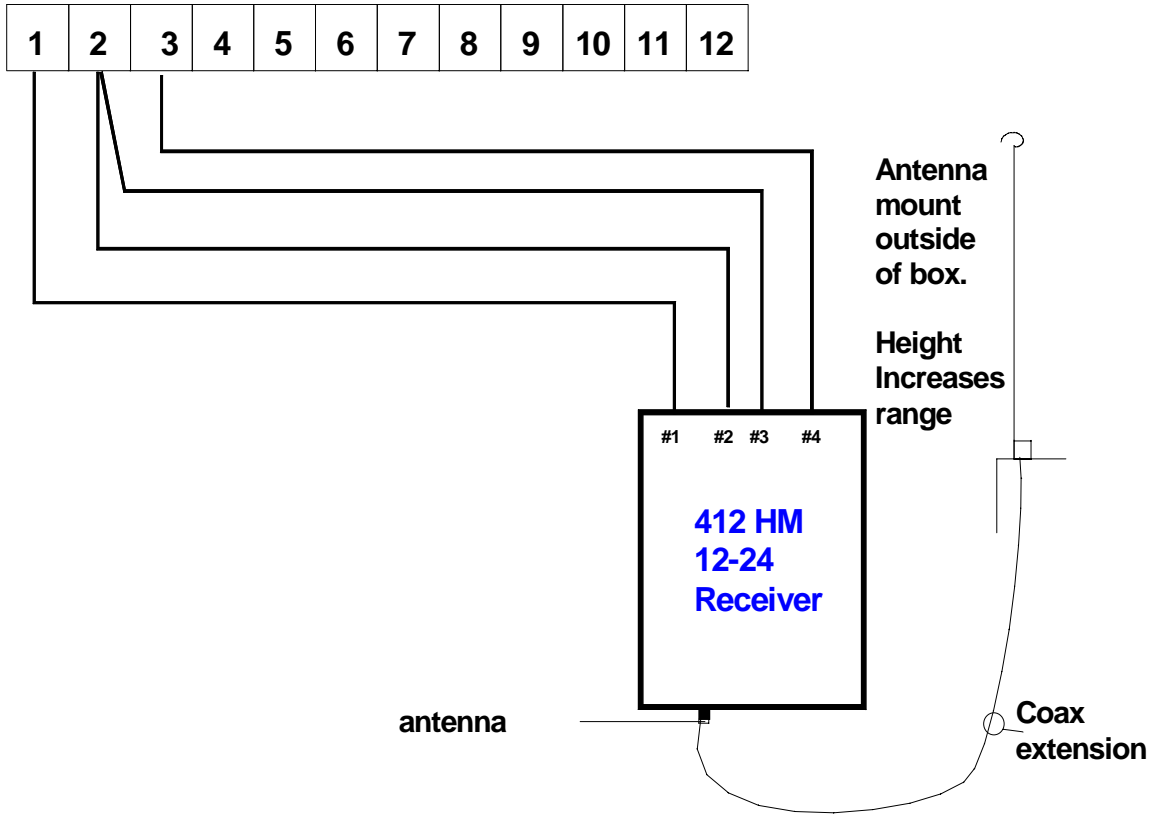 1 2 3 4 5 6 7 8 9 10 11 12
Antenna
mount
outside
of box.
Height
Increases
range
#1 #2 #3 #4
412 HM
12-24
Receiver
antenna
Coax
extension